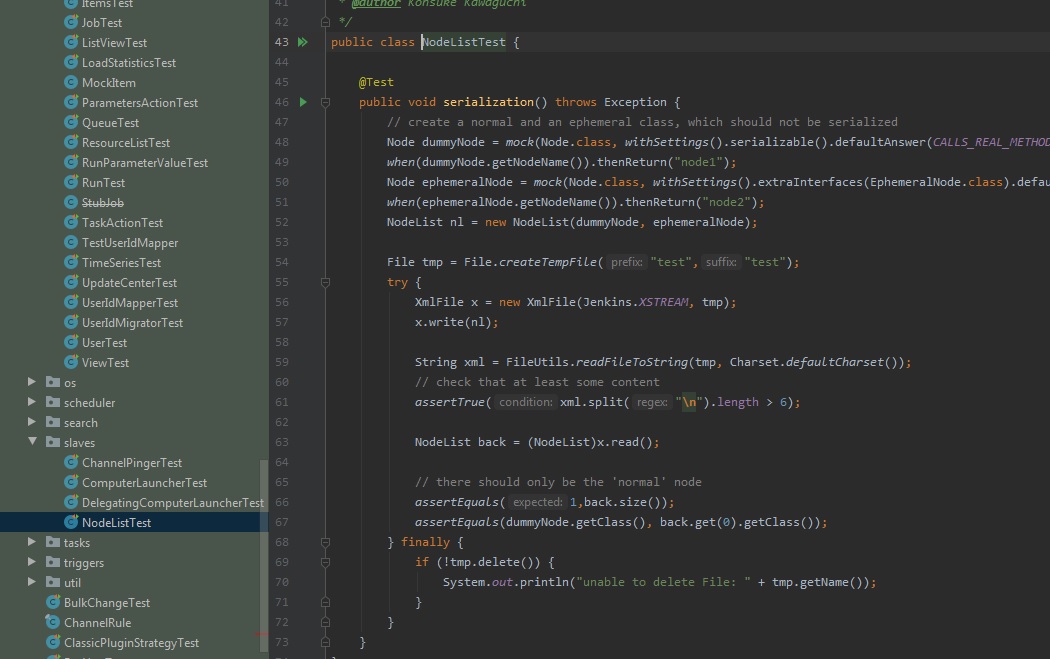 ItemsTest
JobTest
ListViewTest
LoadStatisticsTest
MockItem
ParametersActionTest
QueueTest
ResourceListTest
RunParameterValueTest
RunTest
StubJob
TaskActionTest
TestUserIdMapper
TimeSeriesTest
UpdateCenterTest
UserIdMapperTest
UserIdMigratorTest
UserTest
ViewTest
os
scheduler
search
slaves
ChannelPingerTest
ComputerLauncherTest
DelegatingComputerLauncherTest
NodeListTest
tasks
triggers
util
BulkChangeTest
ChannelRule
ClassicPluginStrategyTest
41 * @author Kohsuke Kawaguchi
42 */
43 public class NodeListTest {
44
45 @Test
46 public void serialization() throws Exception {
47 // create a normal and an ephemeral class, which should not be serialized
48 Node dummyNode = mock(Node.class, withSettings().serializable().defaultAnswer(CALLS_REAL_METHOD
49 when(dummyNode.getNodeName()).thenReturn("node1");
50 Node ephemeralNode = mock(Node.class, withSettings().extraInterfaces(EphemeralNode.class).defau
51 when(ephemeralNode.getNodeName()).thenReturn("node2");
52 NodeList nl = new NodeList(dummyNode, ephemeralNode);
53
54 File tmp = File.createTempFile( prefix: "test", suffix: "test");
55 try {
56 XmlFile x = new XmlFile(Jenkins.XSTREAM, tmp);
57 x.write(nl);
58
59 String xml = FileUtils.readFileToString(tmp, Charset.defaultCharset());
60 // check that at least some content
61 assertTrue( condition: xml.split( regex: "\n").length > 6);
62
63 NodeList back = (NodeList)x.read();
64
65 // there should only be the 'normal' node
66 assertEquals( expected: 1,back.size());
67 assertEquals(dummyNode.getClass(), back.get(0).getClass());
68 } finally {
69 if (!tmp.delete()) {
70 System.out.println("unable to delete File: " + tmp.getName());
71 }
72 }
73 }